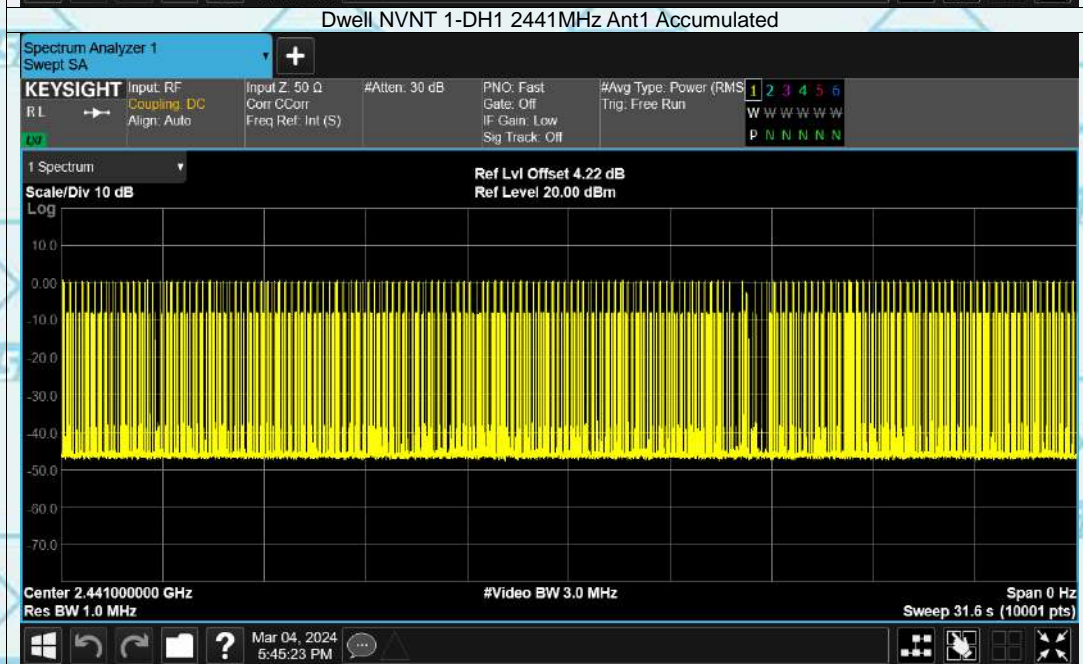 Dwell NVNT 1-DH1 2441MHz Ant1 Accumulated
Spectrum Analyzer 1
Swept SA
+
KEYSIGHT Input: RF Input Z: 50 Ω #Atten: 30 dB PNO: Fast #Avg Type: Power (RMS 1 2 3 4 5 6
R L Coupling: DC Corr CCorr Gate: Off Trig: Free Run W W W W W W
Align: Auto Freq Ref: Int (S) IF Gain: Low
LXI Sig Track: Off P N N N N N
1 Spectrum Ref Lvl Offset 4.22 dB
Scale/Div 10 dB Ref Level 20.00 dBm
Log
10.0
0.00
-10.0
-20.0
-30.0
-40.0
-50.0
-60.0
-70.0
Center 2.441000000 GHz #Video BW 3.0 MHz Span 0 Hz
Res BW 1.0 MHz Sweep 31.6 s (10001 pts)
? Mar 04, 2024
5:45:23 PM